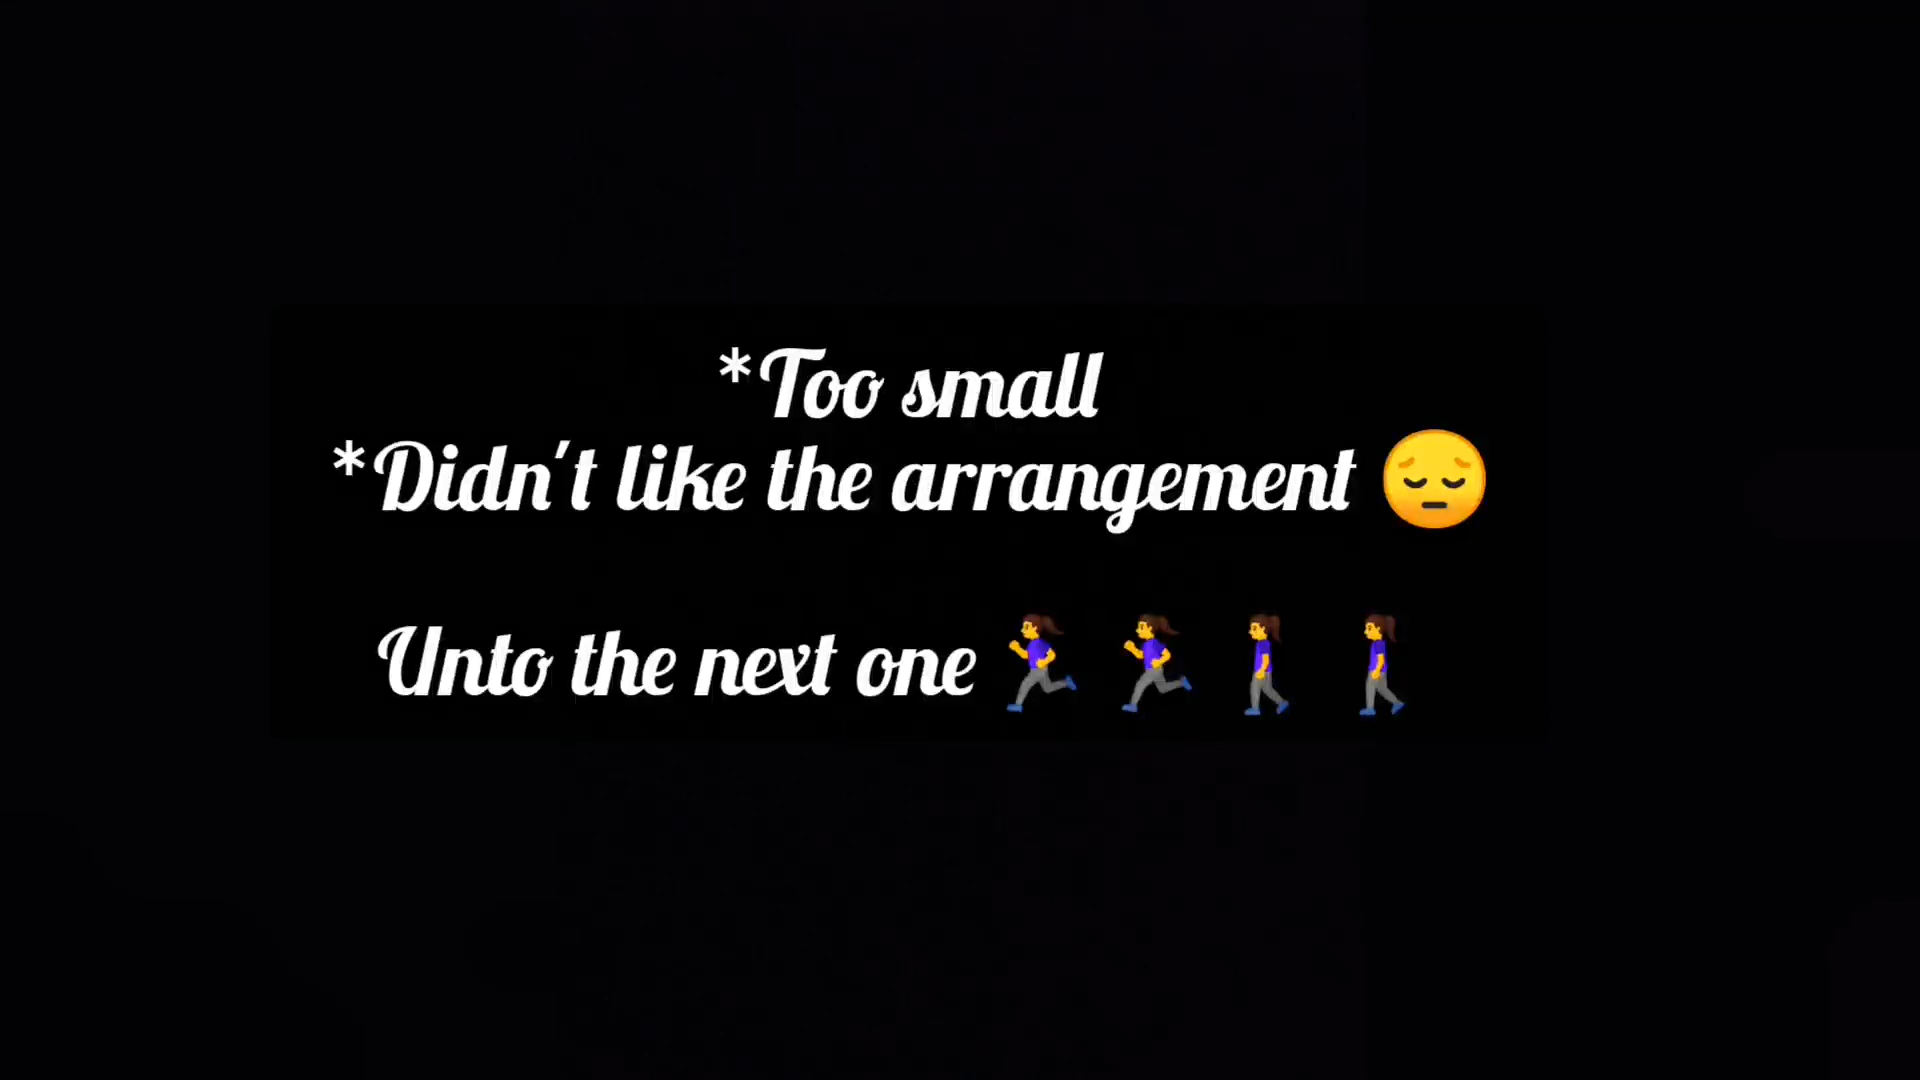 *Too small
*Didn't like the arrangement 😔
Unto the next one 🏃‍♀️ 🏃‍♀️ 🚶‍♀️ 🚶‍♀️